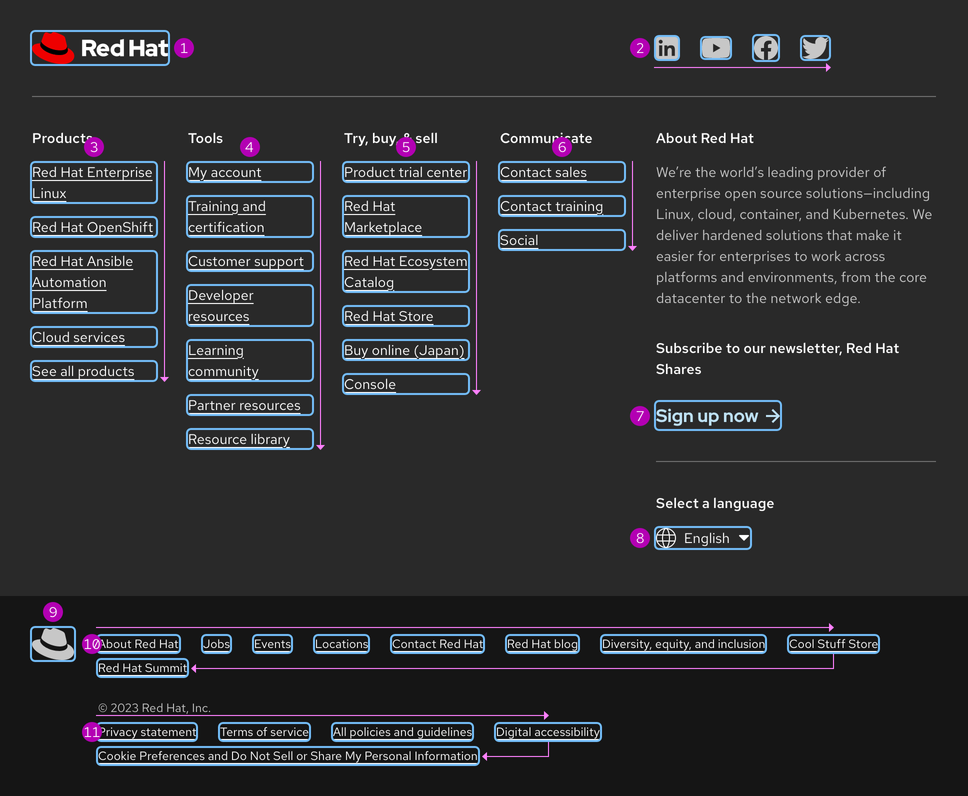 Red Hat
1
2
in
Products
3
Red Hat Enterprise
Linux
Red Hat OpenShift
Red Hat Ansible
Automation
Platform
Cloud services
See all products
Tools
4
My account
Training and
certification
Customer support
Developer
resources
Learning
community
Partner resources
Resource library
Try, buy, & sell
5
Product trial center
Red Hat
Marketplace
Red Hat Ecosystem
Catalog
Red Hat Store
Buy online (Japan)
Console
Communicate
6
Contact sales
Contact training
Social
About Red Hat
We’re the world’s leading provider of
enterprise open source solutions—including
Linux, cloud, container, and Kubernetes. We
deliver hardened solutions that make it
easier for enterprises to work across
platforms and environments, from the core
datacenter to the network edge.
Subscribe to our newsletter, Red Hat
Shares
7
Sign up now →
Select a language
8
English
9
10 About Red Hat Jobs Events Locations Contact Red Hat Red Hat blog Diversity, equity, and inclusion Cool Stuff Store
Red Hat Summit
© 2023 Red Hat, Inc.
11 Privacy statement Terms of service All policies and guidelines Digital accessibility
Cookie Preferences and Do Not Sell or Share My Personal Information